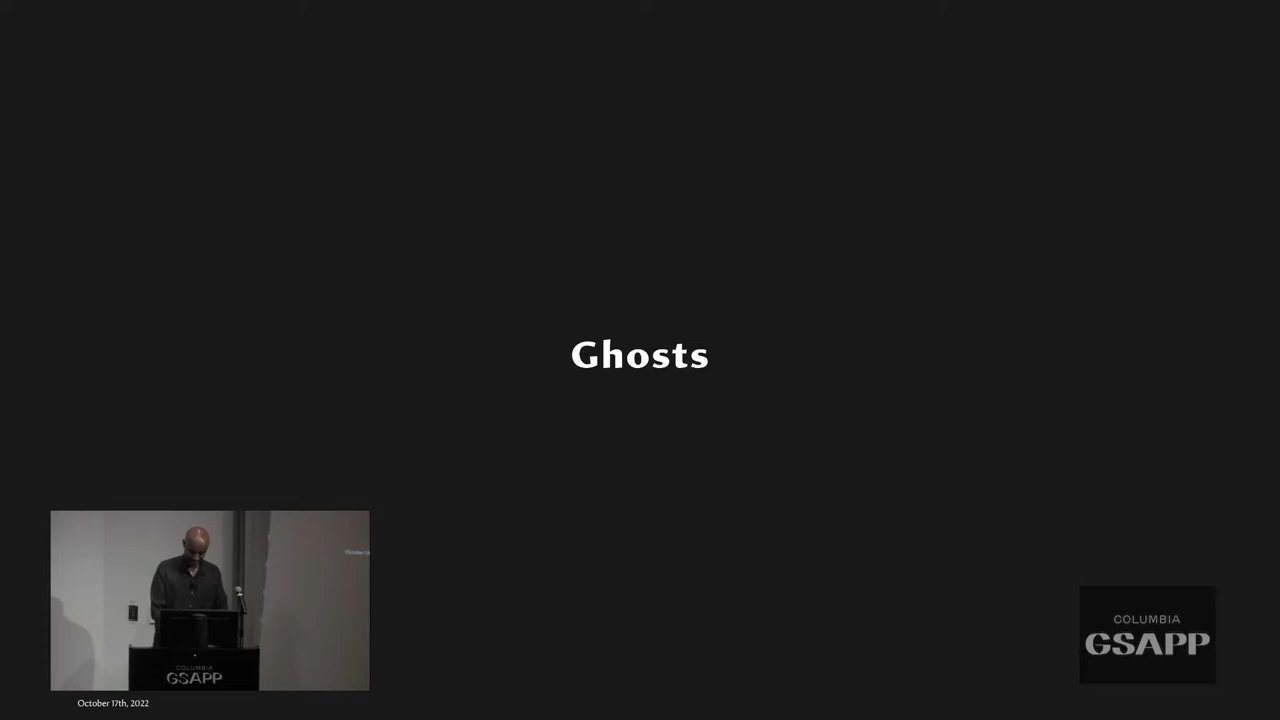 Ghosts
COLUMBIA
GSAPP
COLUMBIA
GSAPP
October 17th, 2022